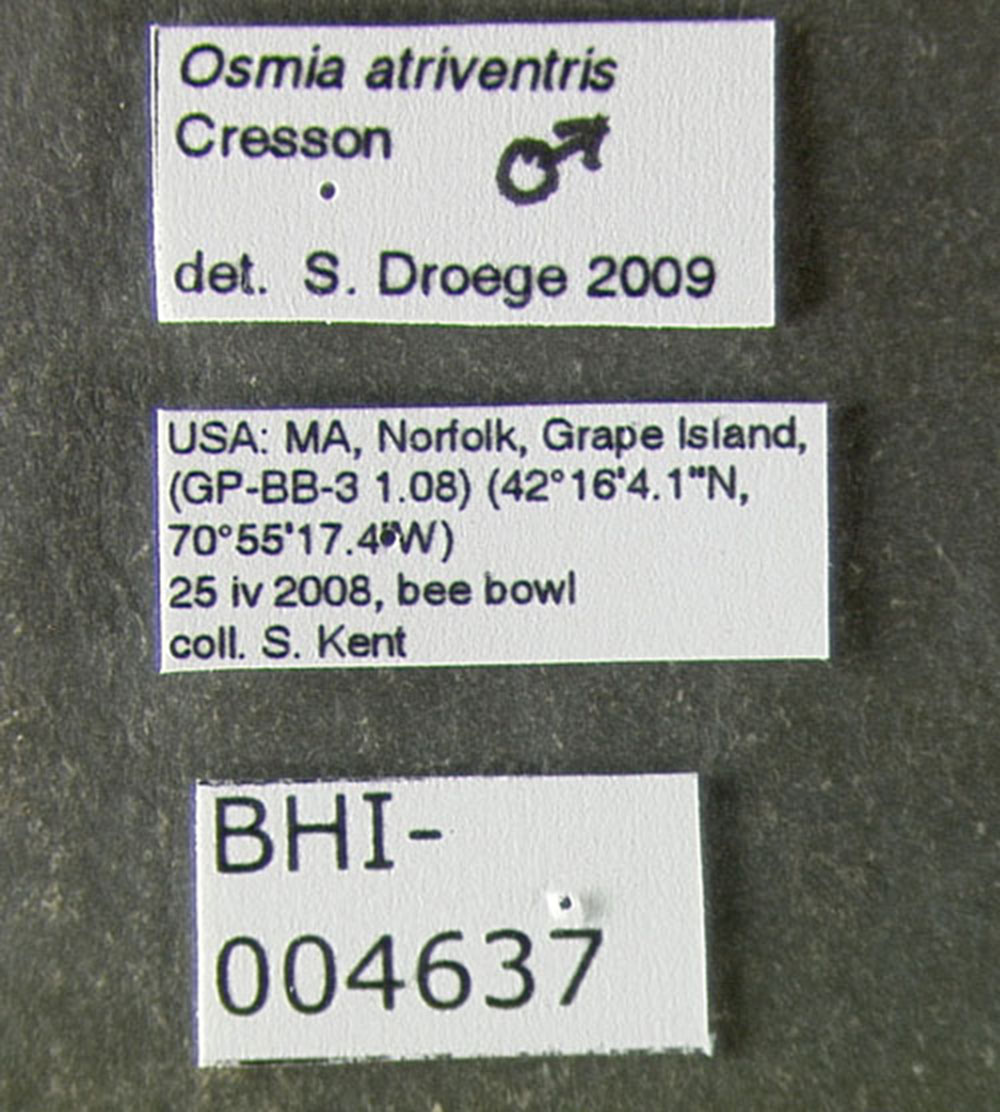 Osmia atriventris
Cresson ♂
det. S. Droege 2009
USA: MA, Norfolk, Grape Island,
(GP-BB-3 1.08) (42°16'4.1"'N,
70°55'17.4"W)
25 iv 2008, bee bowl
coll. S. Kent
BHI-
004637